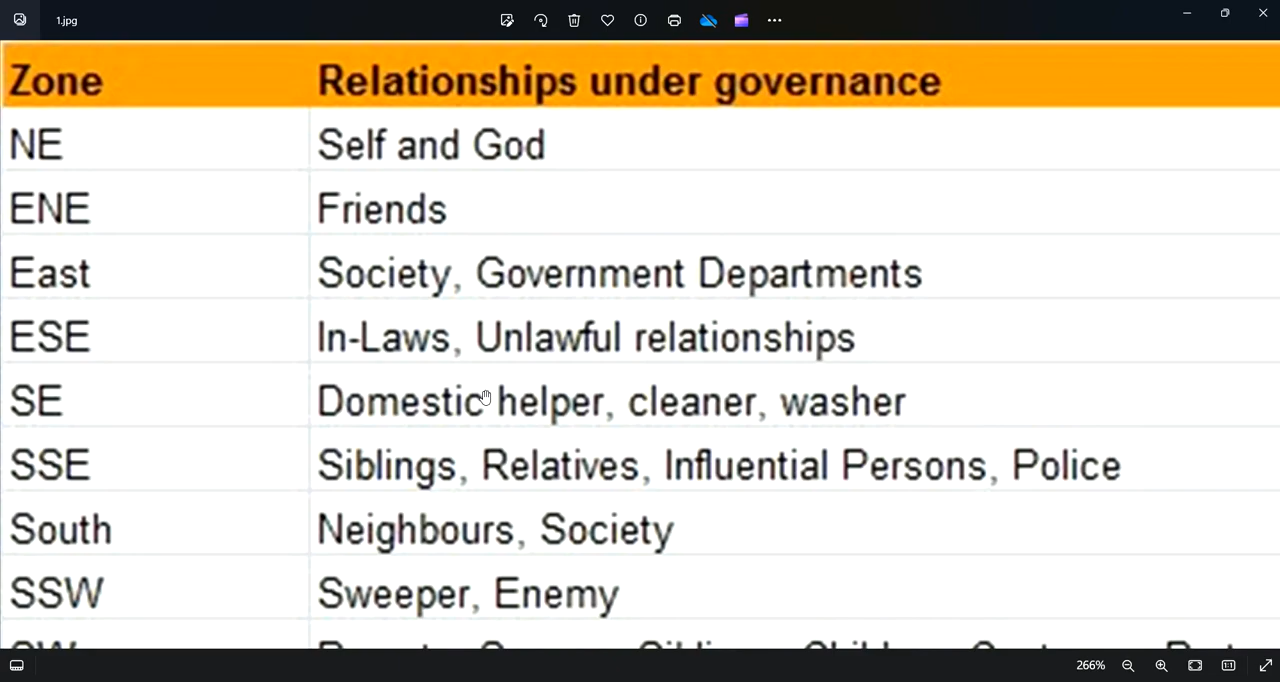 1.jpg
Zone Relationships under governance
NE Self and God
ENE Friends
East Society, Government Departments
ESE In-Laws, Unlawful relationships
SE Domestic helper, cleaner, washer
SSE Siblings, Relatives, Influential Persons, Police
South Neighbours, Society
SSW Sweeper, Enemy
266%